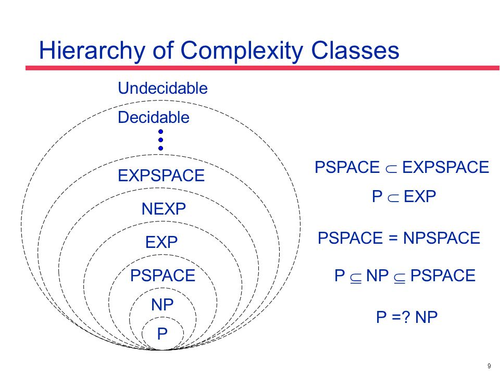 Hierarchy of Complexity Classes
Undecidable
Decidable
EXPSPACE
NEXP
EXP
PSPACE
NP
P
PSPACE ⊂ EXPSPACE
P ⊂ EXP
PSPACE = NPSPACE
P ⊆ NP ⊆ PSPACE
P =? NP
9